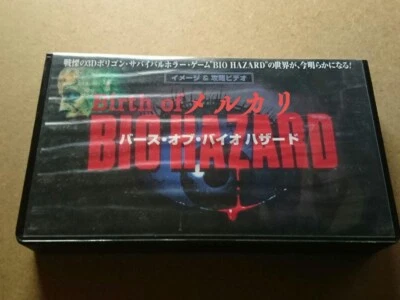 戦慄の3Dポリゴン・サバイバルホラー・ゲーム"BIO HAZARD"の世界が、今明らかになる!
イメージ & 攻略ビデオ
Birth of
メルカリ
BIO HAZARD
バース・オブ・バイオ ハザード